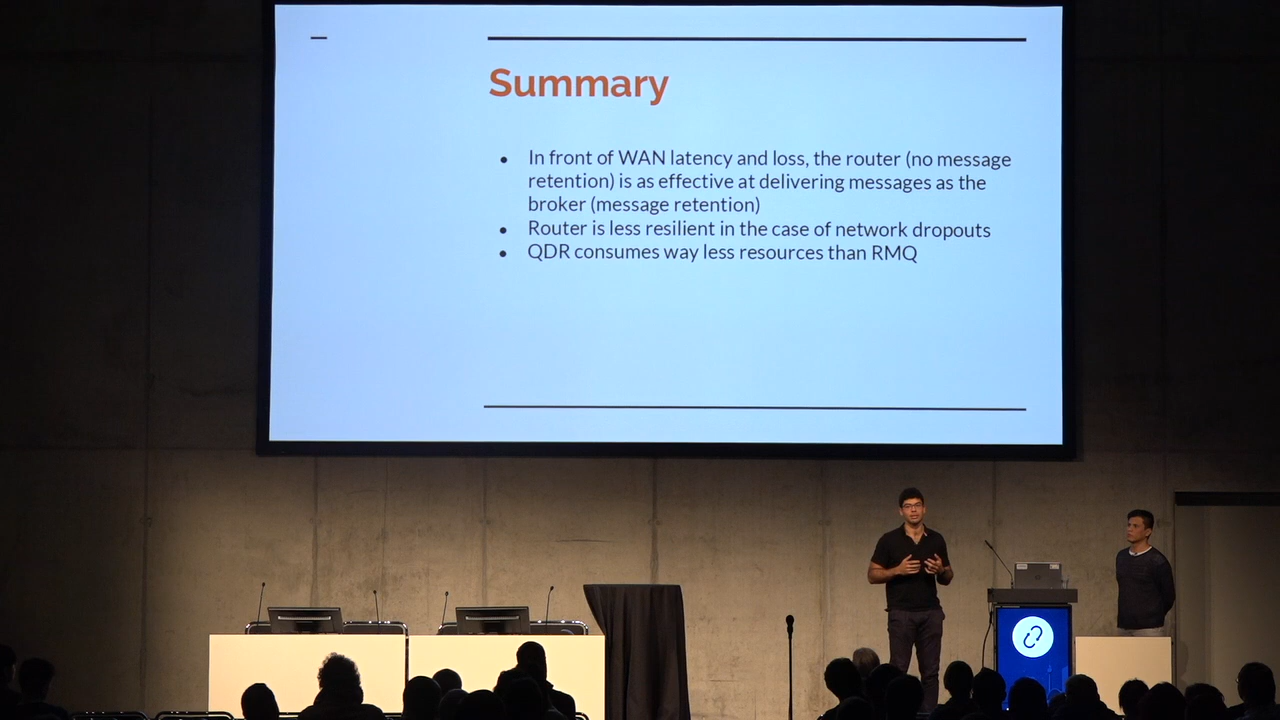 Summary
● In front of WAN latency and loss, the router (no message
retention) is as effective at delivering messages as the
broker (message retention)
● Router is less resilient in the case of network dropouts
● QDR consumes way less resources than RMQ